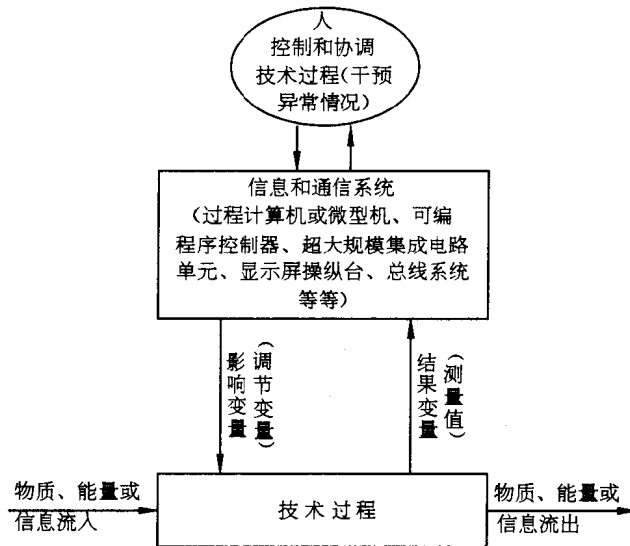 人
控制和协调
技术过程(干预
异常情况)
信息和通信系统
(过程计算机或微型机、可编
程序控制器、超大规模集成电路
单元、显示屏操纵台、总线系统
等等)
影响变量
(调节变量)
结果变量
(测量值)
物质、能量或
信息流入
技术过程
物质、能量或
信息流出